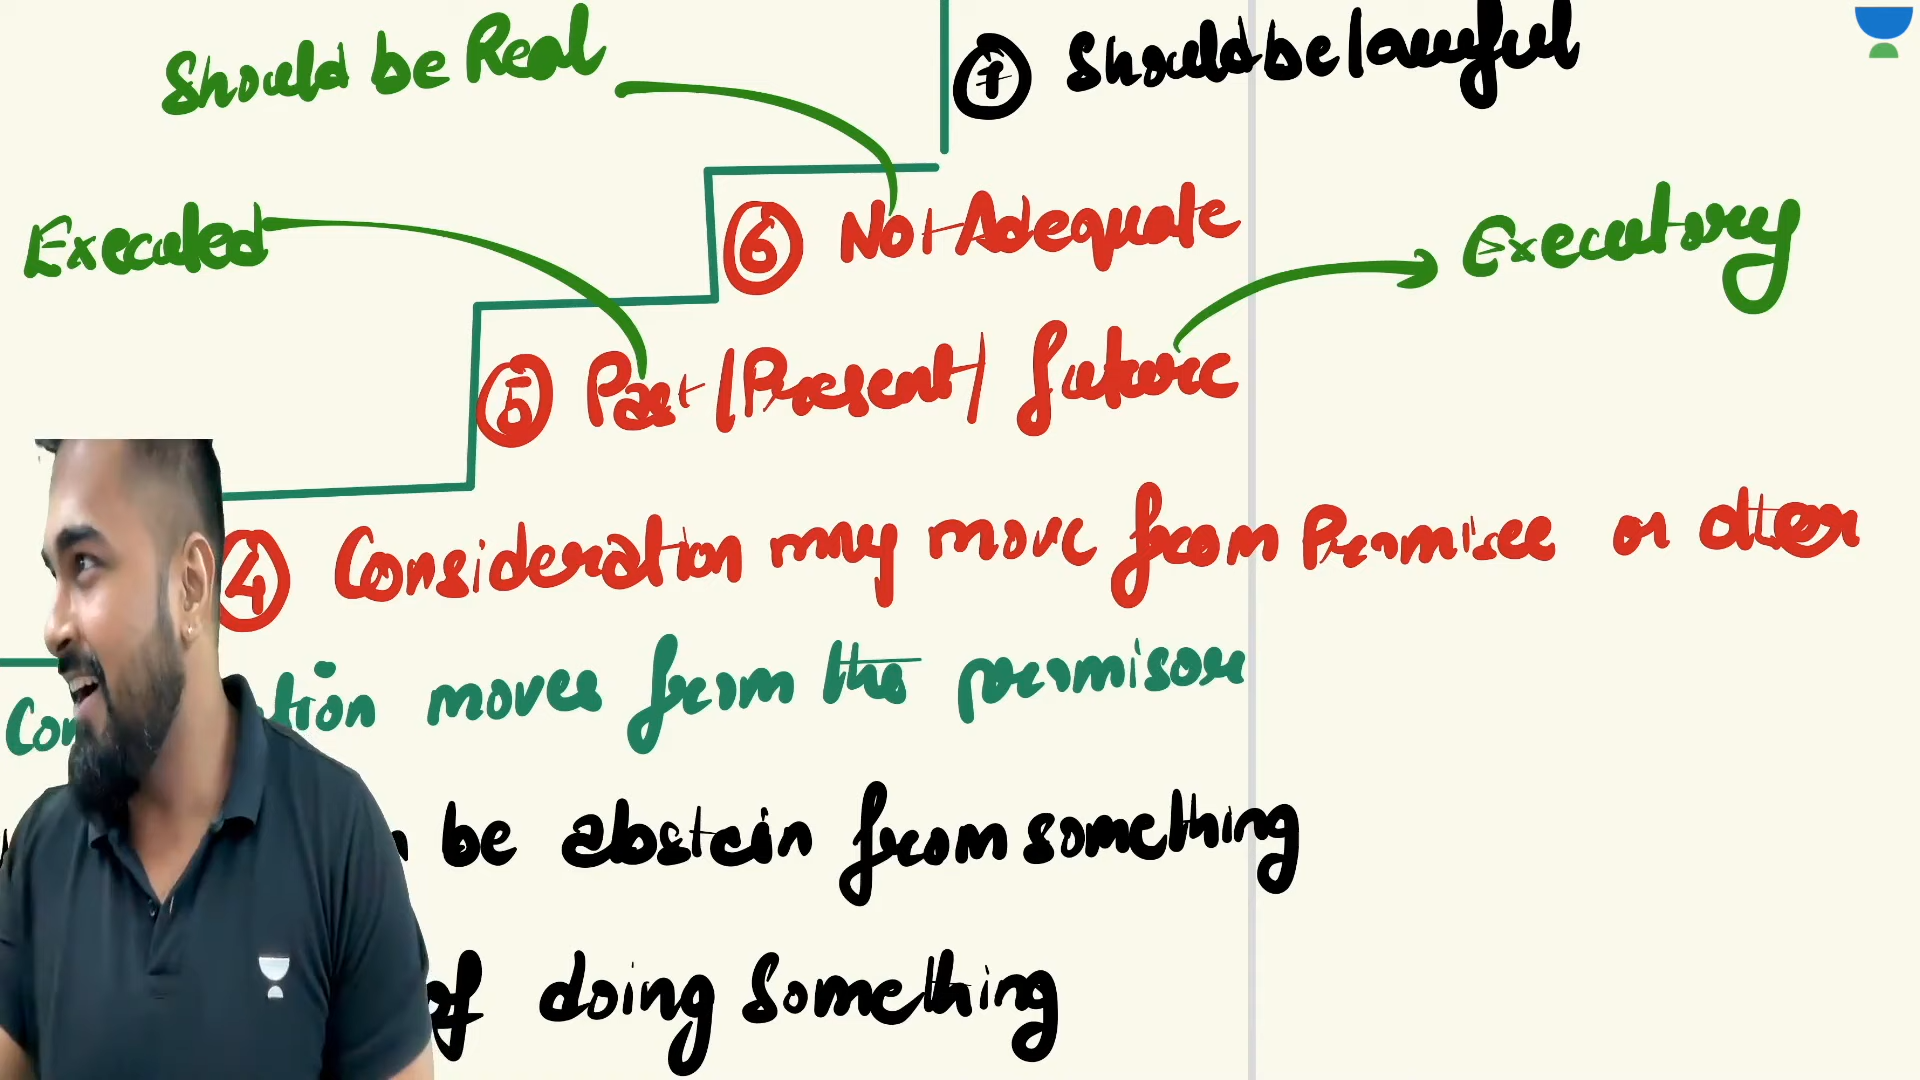 Should be Real
⑦ Should be lawful
Executed
⑥ Not Adequate
Executory
⑤ Past/Present/future
④ Consideration may move from Promisee or other
moves from the promisor
be abstain from something
of doing something